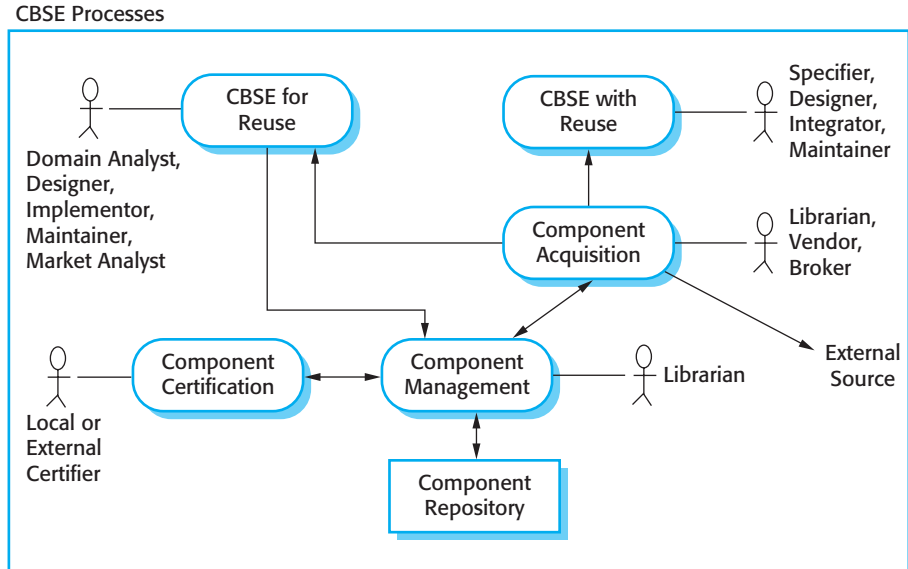 CBSE Processes
CBSE for
Reuse
CBSE with
Reuse
Specifier,
Designer,
Integrator,
Maintainer
Domain Analyst,
Designer,
Implementor,
Maintainer,
Market Analyst
Component
Acquisition
Librarian,
Vendor,
Broker
Component
Certification
Component
Management
Librarian
External
Source
Local or
External
Certifier
Component
Repository